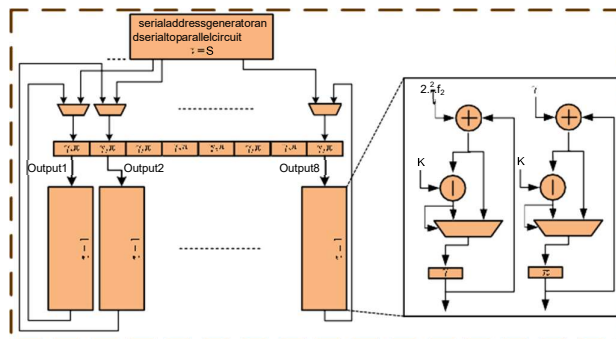 serialaddressgeneratoran
dserialtoparallelcircuit
τ=S
γ,π γ,π γ,π γ,π γ,π γ,π γ,π γ,π
Output1 Output2 Output8
K K
γ
γ π